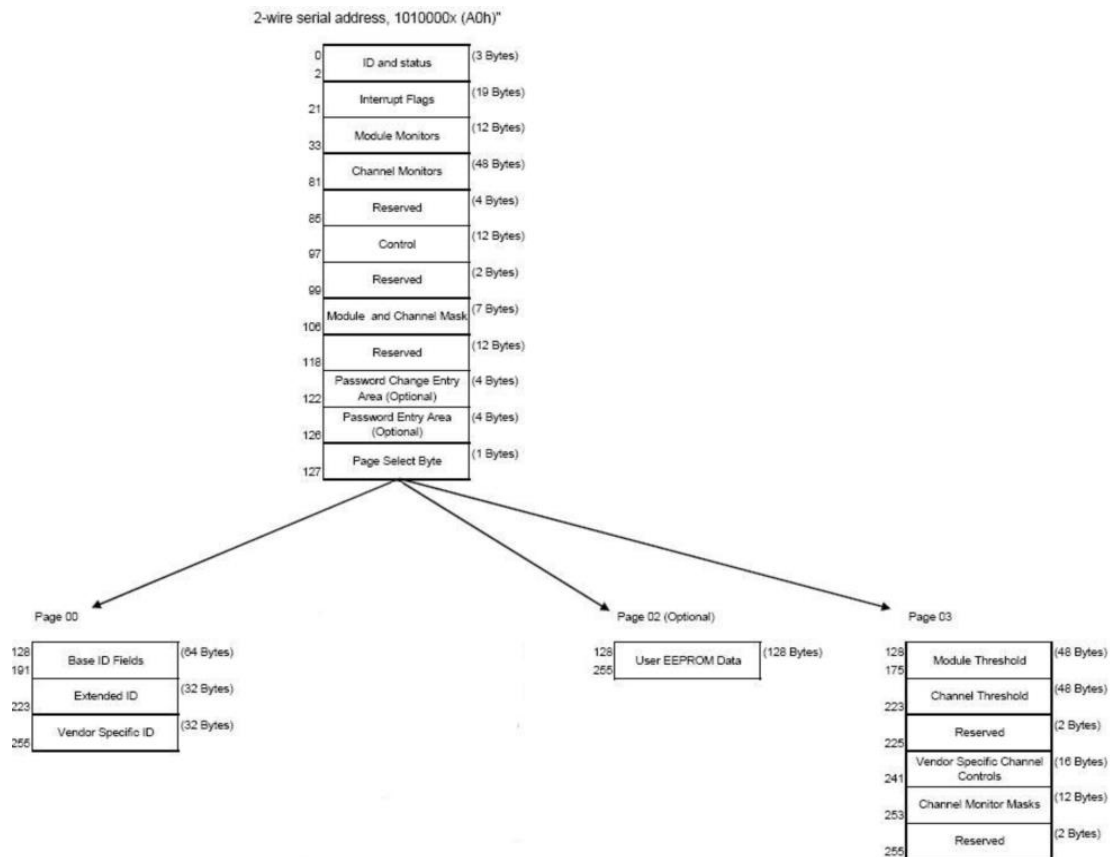 2-wire serial address, 1010000x (A0h)"
0
2
ID and status
(3 Bytes)
21
Interrupt Flags
(19 Bytes)
33
Module Monitors
(12 Bytes)
81
Channel Monitors
(48 Bytes)
85
Reserved
(4 Bytes)
97
Control
(12 Bytes)
99
Reserved
(2 Bytes)
106
Module and Channel Mask
(7 Bytes)
118
Reserved
(12 Bytes)
122
Password Change Entry
Area (Optional)
(4 Bytes)
126
Password Entry Area
(Optional)
(4 Bytes)
127
Page Select Byte
(1 Bytes)
Page 00
128
191
Base ID Fields
(64 Bytes)
223
Extended ID
(32 Bytes)
255
Vendor Specific ID
(32 Bytes)
Page 02 (Optional)
128
255
User EEPROM Data
(128 Bytes)
Page 03
128
175
Module Threshold
(48 Bytes)
223
Channel Threshold
(48 Bytes)
225
Reserved
(2 Bytes)
241
Vendor Specific Channel
Controls
(16 Bytes)
253
Channel Monitor Masks
(12 Bytes)
255
Reserved
(2 Bytes)